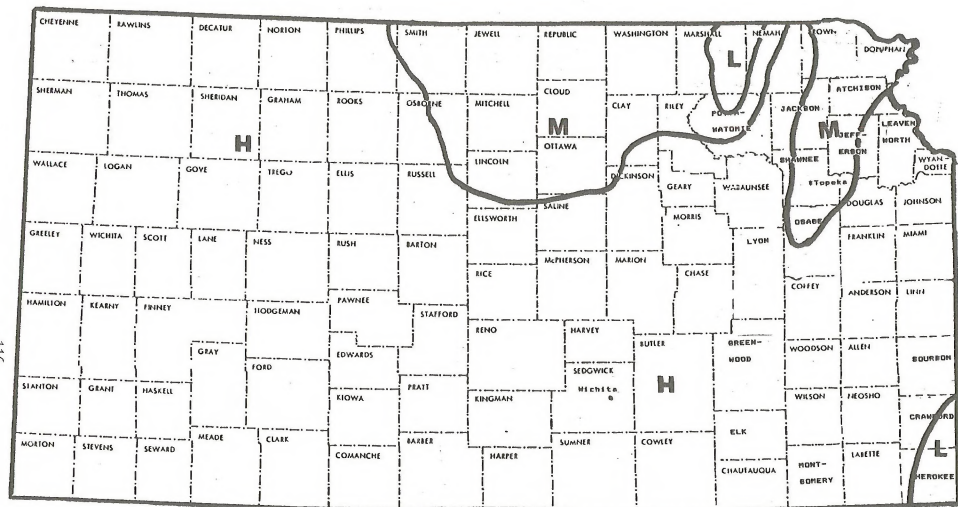 CHEYENNE RAWLINS DECATUR NORTON PHILLIPS SMITH JEWELL REPUBLIC WASHINGTON MARSHALL NEMAH ROWN
DONIPHAN
L
ATCHISON
SHERMAN THOMAS SHERIDAN GRAHAM ROOKS OSBORNE MITCHELL CLOUD CLAY RILEY POTTA- JACKSON
WATOMIE
H M M
OTTAWA
JEFF-
ERSON
LEAVEN
WORTH
WALLACE LOGAN GOVE TREGO ELLIS RUSSELL LINCOLN DICKINSON SHAWNEE
WYAN-
DOTTE
Topeka
GEARY WABAUNSEE
SALINE
ELLSWORTH MORRIS OSAGE DOUGLAS JOHNSON
GREELEY WICHITA SCOTT LANE NESS RUSH BARTON LYON FRANKLIN MIAMI
RICE McPHERSON MARION CHASE
COFFEY ANDERSON LINN
HAMILTON KEARNY FINNEY HODGEMAN PAWNEE STAFFORD
RENO HARVEY BUTLER GREEN-
WOOD
WOODSON ALLEN
BOURBON
GRAY FORD EDWARDS
SEDGWICK
Wichita
H
STANTON GRANT HASKELL KIOWA PRATT KINGMAN WILSON NEOSHO
CRAWFORD
ELK
L
MORTON STEVENS SEWARD MEADE CLARK COMANCHE BARBER HARPER SUMNER COWLEY CHAUTAUQUA MONT-
GOMERY
LABETTE HEROKEE